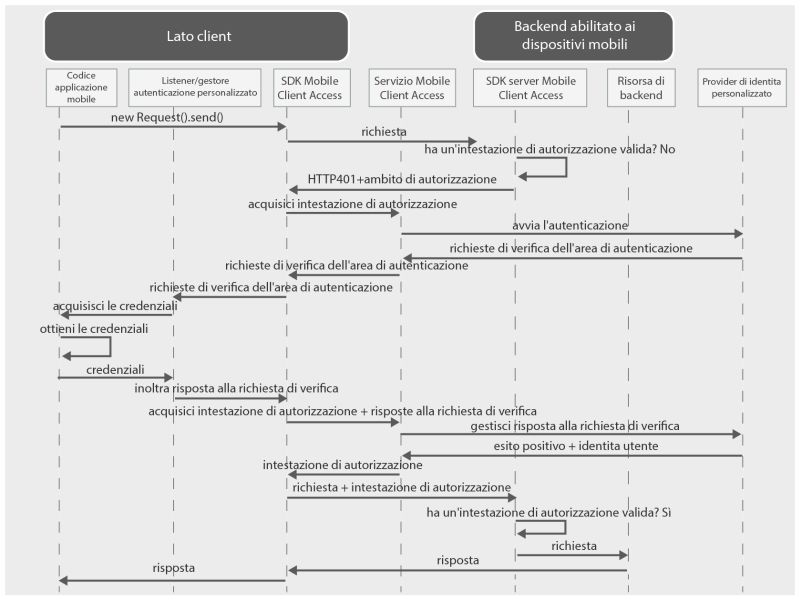 Lato client
Backend abilitato ai
dispositivi mobili
Codice
applicazione
mobile
Listener/gestore
autenticazione personalizzato
SDK Mobile
Client Access
Servizio Mobile
Client Access
SDK server Mobile
Client Access
Risorsa di
backend
Provider di identita
personalizzato
new Request().send()
richiesta
ha un'intestazione di autorizzazione valida? No
HTTP401+ambito di autorizzazione
acquisici intestazione di autorizzazione
avvia l'autenticazione
richieste di verifica dell'area di autenticazione
richieste di verifica dell'area di autenticazione
richieste di verifica dell'area di autenticazione
acquisisci le credenziali
ottieni le credenziali
credenziali
inoltra risposta alla richiesta di verifica
acquisici intestazione di autorizzazione + risposte alla richiesta di verifica
gestisci risposta alla richiesta di verifica
esito positivo + identita utente
intestazione di autorizzazione
richiesta + intestazione di autorizzazione
ha un'intestazione di autorizzazione valida? Sì
richiesta
risposta
risposta